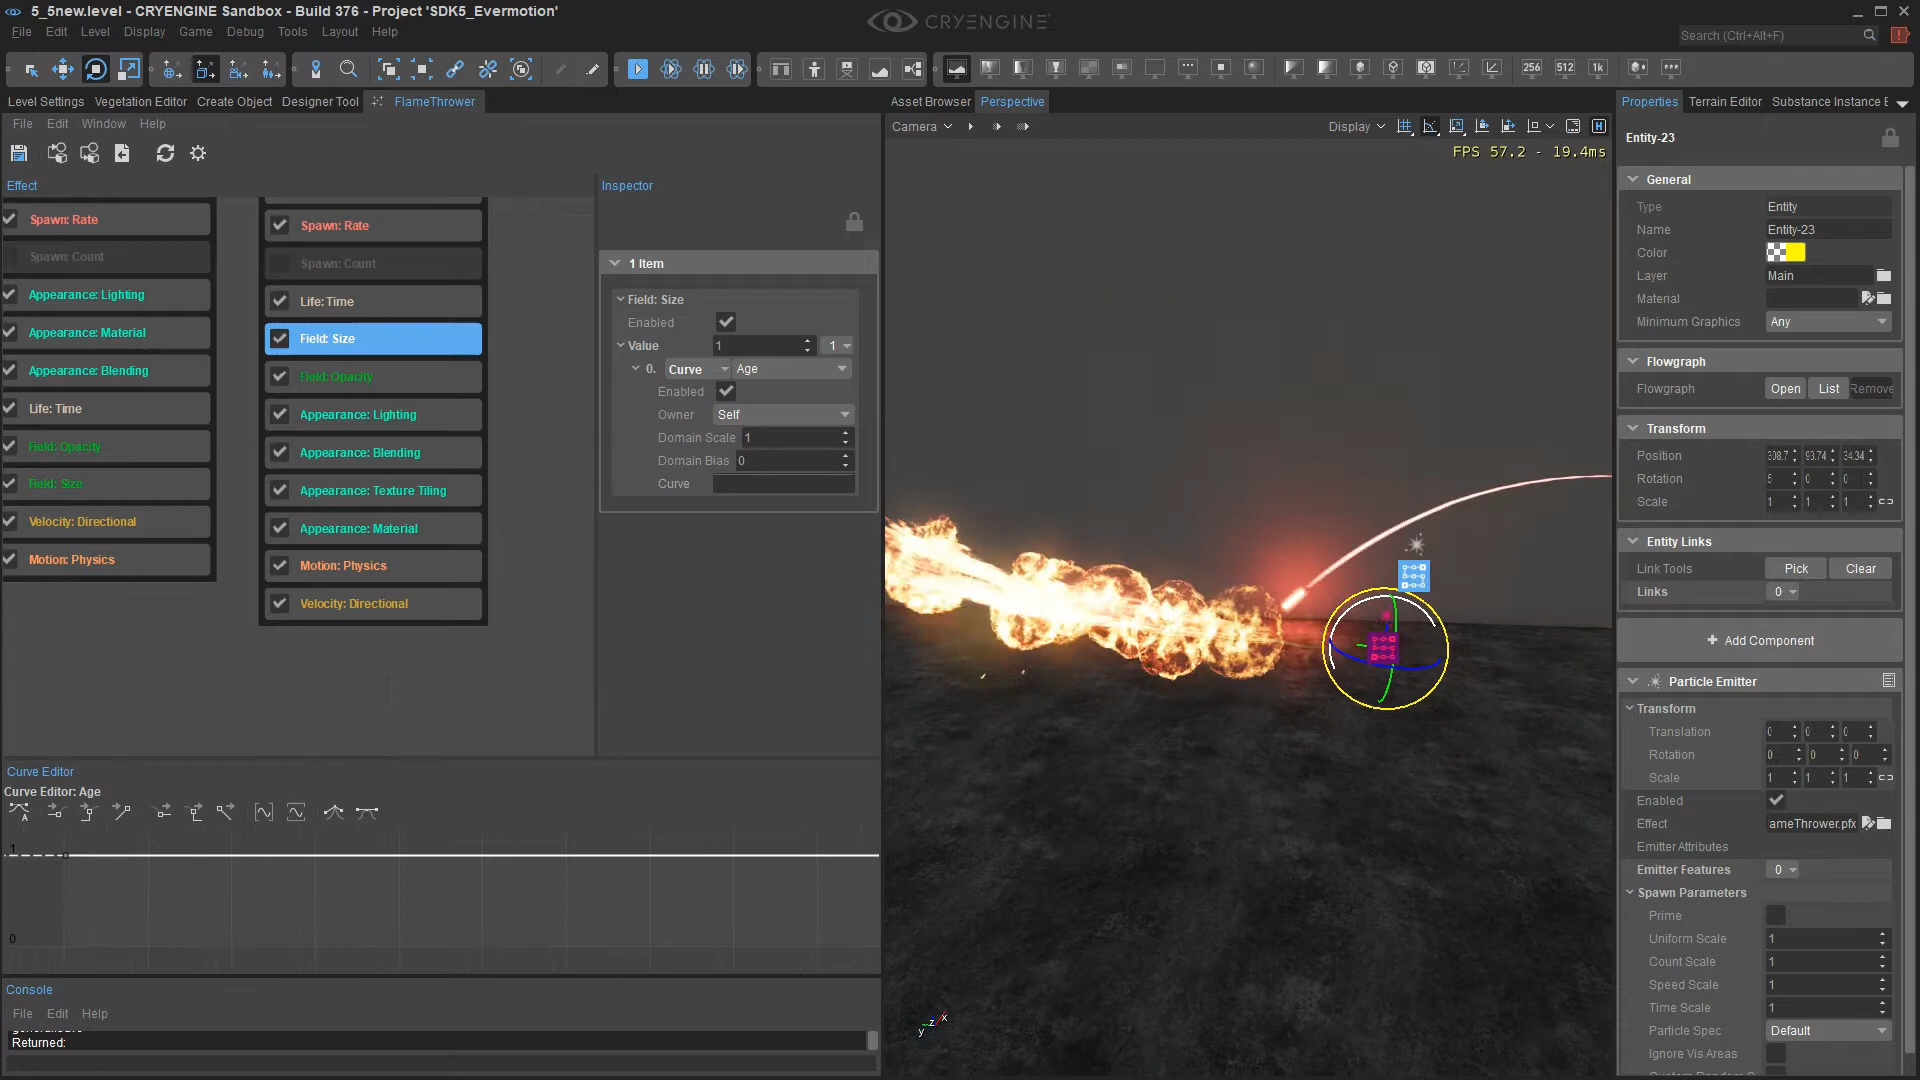 5_5new.level - CRYENGINE Sandbox - Build 376 - Project 'SDK5_Evermotion'
CRYENGINE
File Edit Level Display Game Debug Tools Layout Help
Search (Ctrl+Alt+F)
256 512 1k
Level Settings Vegetation Editor Create Object Designer Tool FlameThrower
Asset Browser Perspective
Properties Terrain Editor Substance Instance E
File Edit Window Help
Camera
Display
FPS 57.2 - 19.4ms
Effect
Spawn: Rate
Spawn: Count
Appearance: Lighting
Appearance: Material
Appearance: Blending
Life: Time
Field: Opacity
Field: Size
Velocity: Directional
Motion: Physics
Spawn: Rate
Spawn: Count
Life: Time
Field: Size
Field: Opacity
Appearance: Lighting
Appearance: Blending
Appearance: Texture Tiling
Appearance: Material
Motion: Physics
Velocity: Directional
Inspector
1 Item
Field: Size
Enabled
Value 1 1
0. Curve Age
Enabled
Owner Self
Domain Scale 1
Domain Bias 0
Curve
Curve Editor
Curve Editor: Age
1
0
Console
File Edit Help
Returned:
z x
y
Entity-23
General
Type Entity
Name Entity-23
Color
Layer Main
Material
Minimum Graphics Any
Flowgraph
Flowgraph Open List Remove
Transform
Position 308.7 93.74 34.34
Rotation 5 0 0
Scale 1 1 1
Entity Links
Link Tools Pick Clear
Links 0
+ Add Component
Particle Emitter
Transform
Translation 0 0 0
Rotation 0 0 0
Scale 1 1 1
Enabled
Effect ameThrower.pfx
Emitter Attributes
Emitter Features 0
Spawn Parameters
Prime
Uniform Scale 1
Count Scale 1
Speed Scale 1
Time Scale 1
Particle Spec Default
Ignore Vis Areas